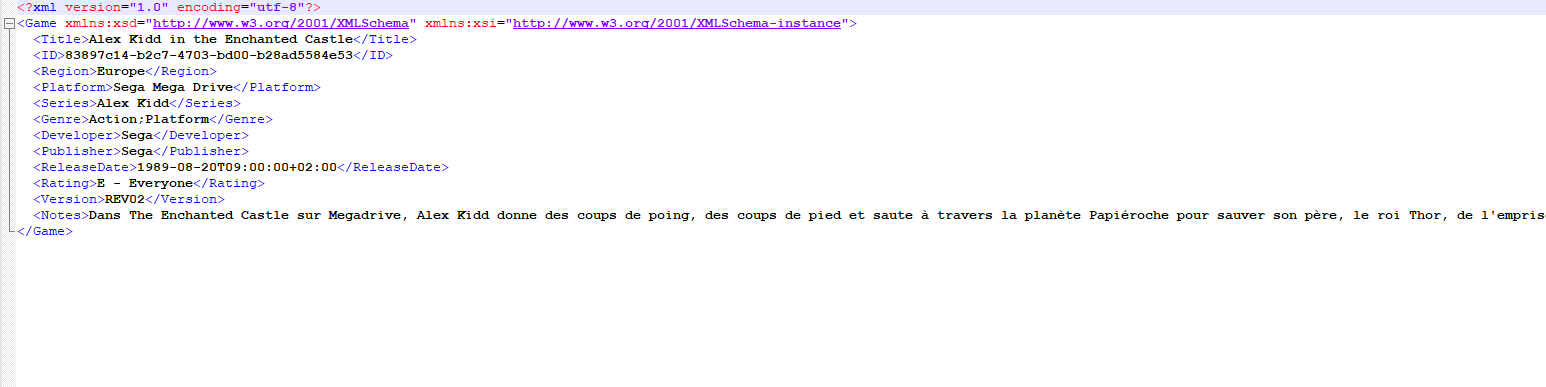 <?xml version="1.0" encoding="utf-8"?>
<Game xmlns:xsd="http://www.w3.org/2001/XMLSchema" xmlns:xsi="http://www.w3.org/2001/XMLSchema-instance">
<Title>Alex Kidd in the Enchanted Castle</Title>
<ID>83897c14-b2c7-4703-bd00-b28ad5584e53</ID>
<Region>Europe</Region>
<Platform>Sega Mega Drive</Platform>
<Series>Alex Kidd</Series>
<Genre>Action;Platform</Genre>
<Developer>Sega</Developer>
<Publisher>Sega</Publisher>
<ReleaseDate>1989-08-20T09:00:00+02:00</ReleaseDate>
<Rating>E - Everyone</Rating>
<Version>REV02</Version>
<Notes>Dans The Enchanted Castle sur Megadrive, Alex Kidd donne des coups de poing, des coups de pied et saute à travers la planète Papiéroche pour sauver son père, le roi Thor, de l'empris
</Game>